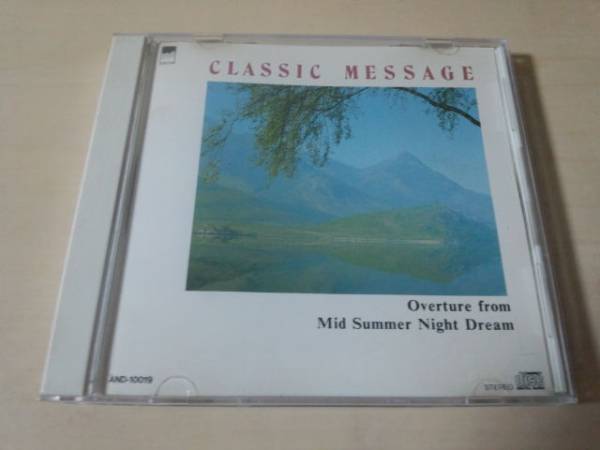 CLASSIC MESSAGE
Overture from
Mid Summer Night Dream
AND-10019
STEREO